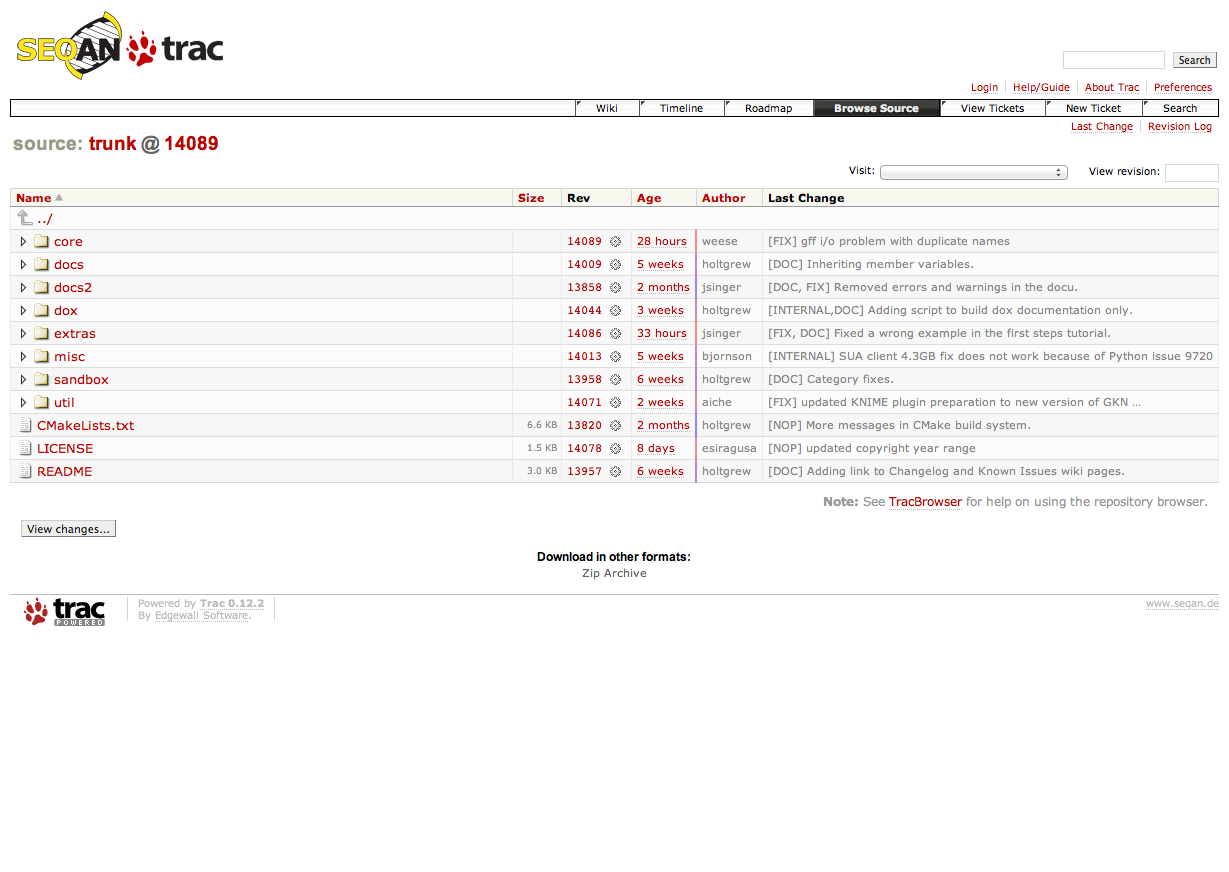 SEQAN trac
Search
Login Help/Guide About Trac Preferences
Wiki Timeline Roadmap Browse Source View Tickets New Ticket Search
Last Change Revision Log
source: trunk @ 14089
Visit: View revision:
Name Size Rev Age Author Last Change
../
core 14089 28 hours weese [FIX] gff i/o problem with duplicate names
docs 14009 5 weeks holtgrew [DOC] Inheriting member variables.
docs2 13858 2 months jsinger [DOC, FIX] Removed errors and warnings in the docu.
dox 14044 3 weeks holtgrew [INTERNAL,DOC] Adding script to build dox documentation only.
extras 14086 33 hours jsinger [FIX, DOC] Fixed a wrong example in the first steps tutorial.
misc 14013 5 weeks bjornson [INTERNAL] SUA client 4.3GB fix does not work because of Python issue 9720
sandbox 13958 6 weeks holtgrew [DOC] Category fixes.
util 14071 2 weeks aiche [FIX] updated KNIME plugin preparation to new version of GKN …
CMakeLists.txt 6.6 KB 13820 2 months holtgrew [NOP] More messages in CMake build system.
LICENSE 1.5 KB 14078 8 days esiragusa [NOP] updated copyright year range
README 3.0 KB 13957 6 weeks holtgrew [DOC] Adding link to Changelog and Known Issues wiki pages.
Note: See TracBrowser for help on using the repository browser.
View changes...
Download in other formats:
Zip Archive
trac POWERED
Powered by Trac 0.12.2
By Edgewall Software.
www.seqan.de